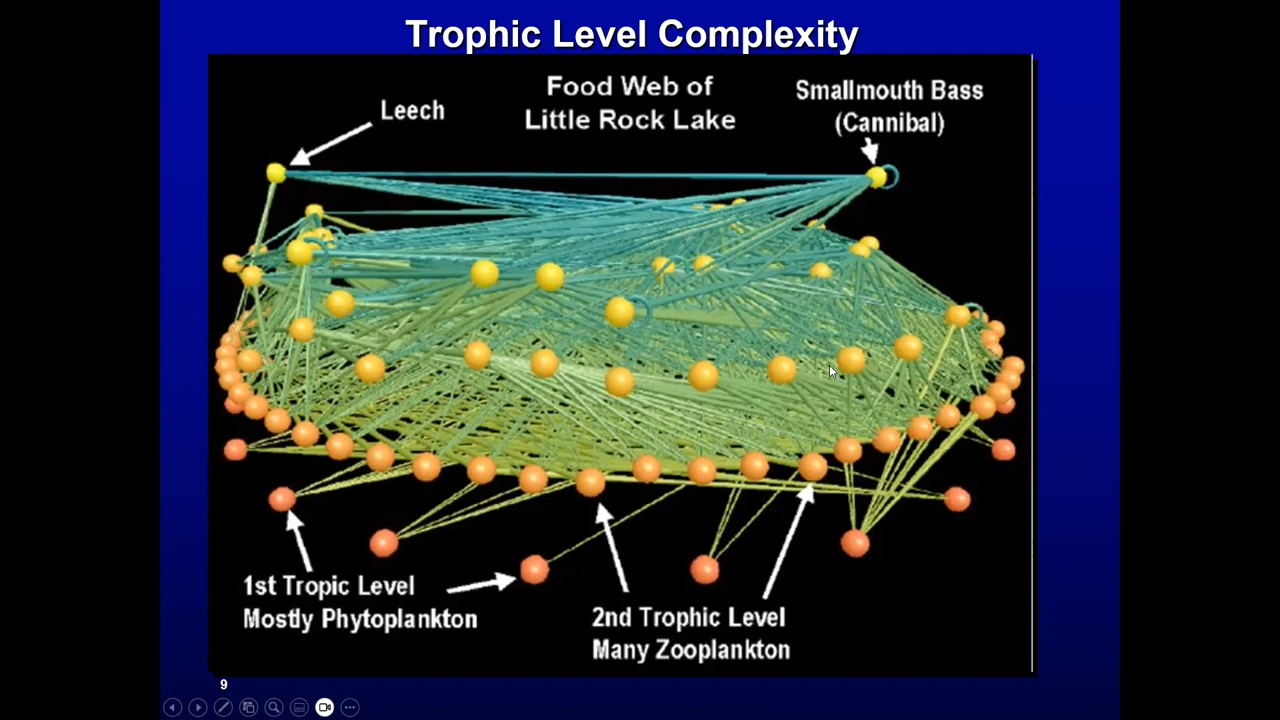 Trophic Level Complexity
Food Web of
Little Rock Lake
Leech
Smallmouth Bass
(Cannibal)
1st Tropic Level
Mostly Phytoplankton
2nd Trophic Level
Many Zooplankton
9